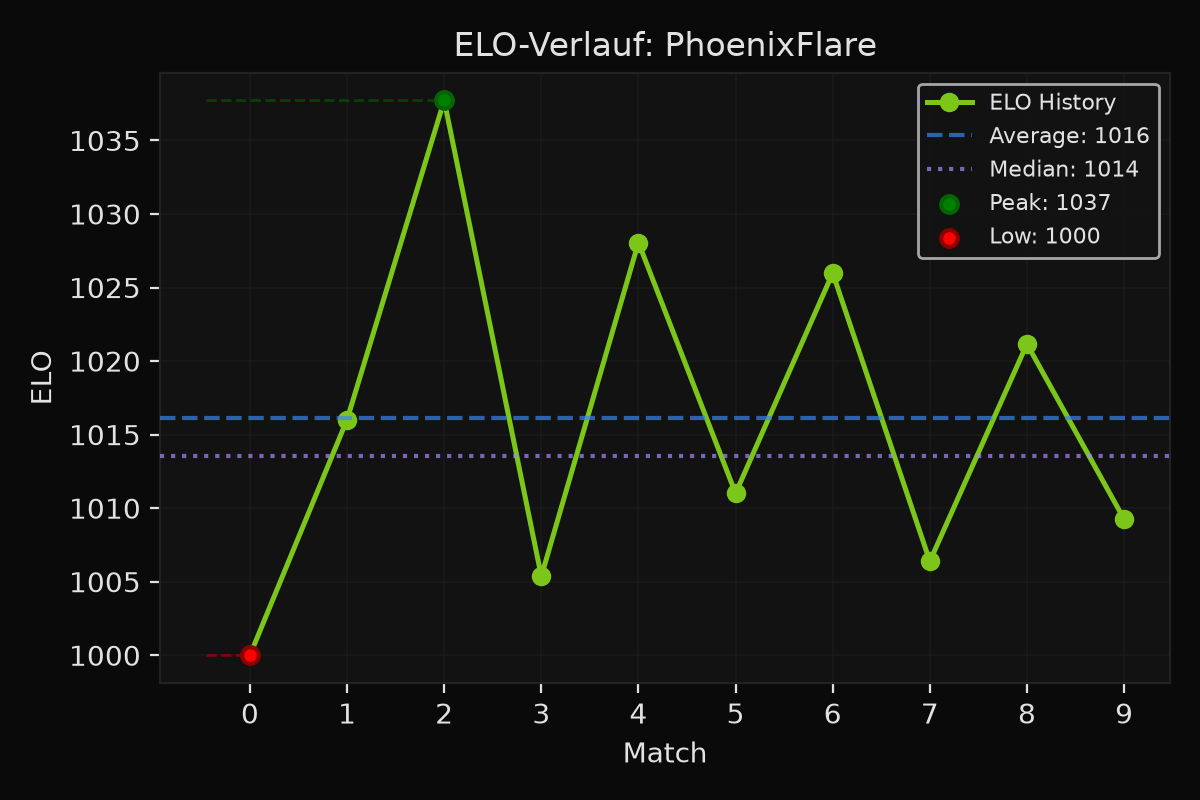 ELO-Verlauf: PhoenixFlare
ELO History
Average: 1016
Median: 1014
Peak: 1037
Low: 1000
ELO
1035
1030
1025
1020
1015
1010
1005
1000
0 1 2 3 4 5 6 7 8 9
Match